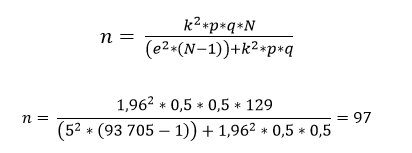 n = k²*p*q*N / (e²*(N−1))+k²*p*q
n = 1,96² * 0,5 * 0,5 * 129 / (5² * (93 705 − 1)) + 1,96² * 0,5 * 0,5 = 97